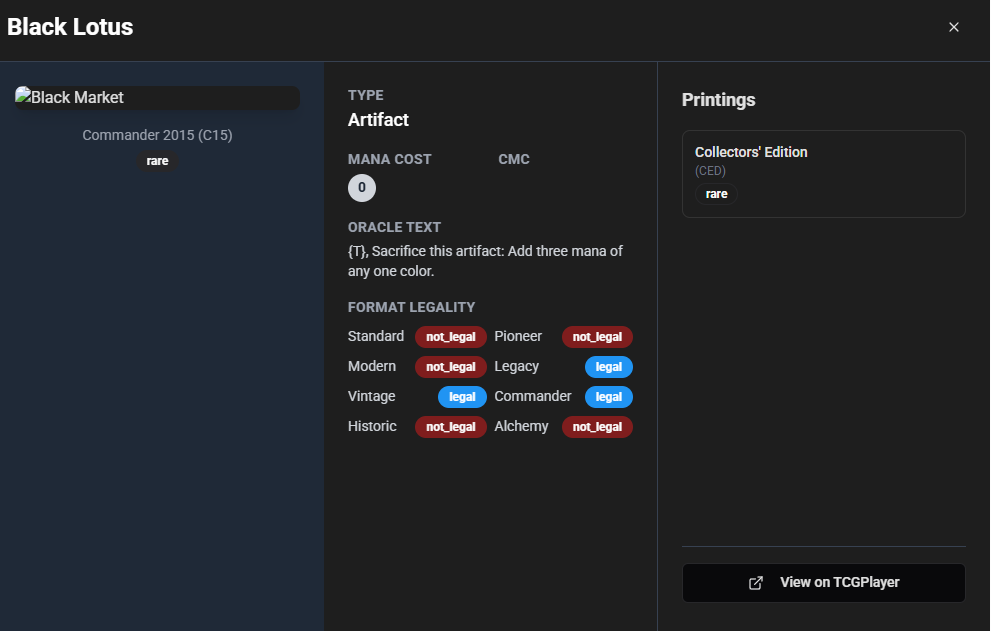 Black Lotus
Black Market
Commander 2015 (C15)
rare
TYPE
Artifact
MANA COST CMC
0
ORACLE TEXT
{T}, Sacrifice this artifact: Add three mana of
any one color.
FORMAT LEGALITY
Standard not_legal Pioneer not_legal
Modern not_legal Legacy legal
Vintage legal Commander legal
Historic not_legal Alchemy not_legal
Printings
Collectors' Edition
(CED)
rare
View on TCGPlayer